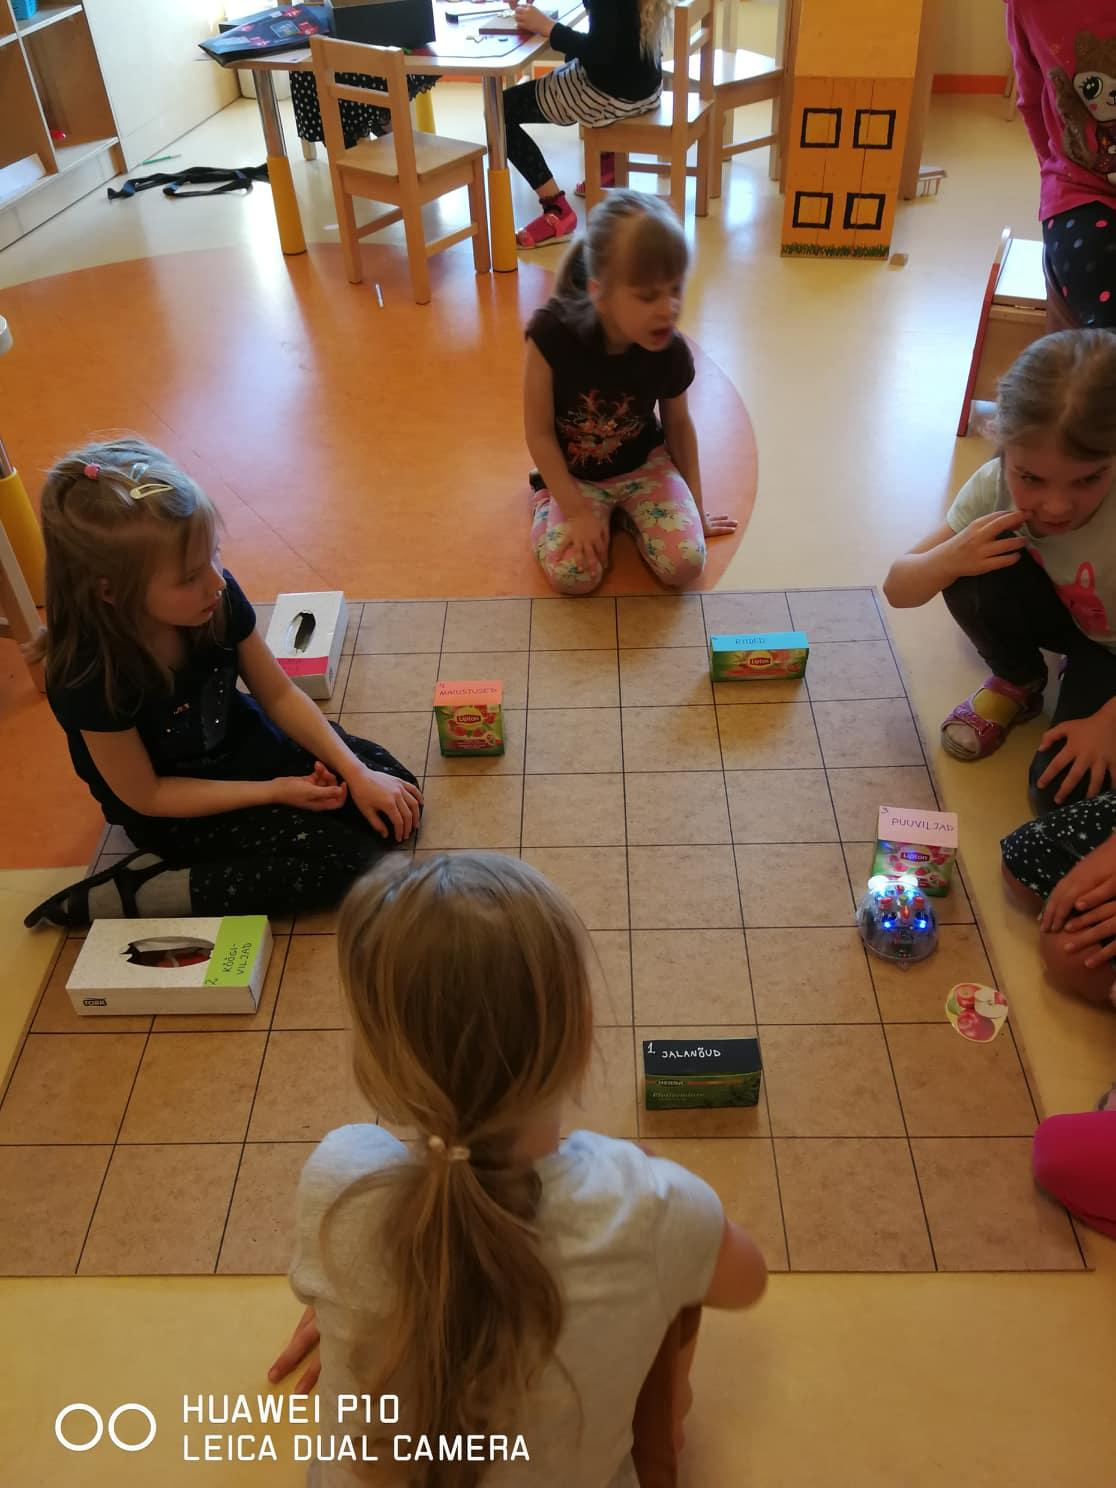 RIIDED
Lipton
4
MAIUSTUSED
Lipton
3
PUUVILJAD
Lipton
2
KÖÖGI-
VILJAD
TORK
1 JALANÕUD
HERBA
HUAWEI P10
LEICA DUAL CAMERA